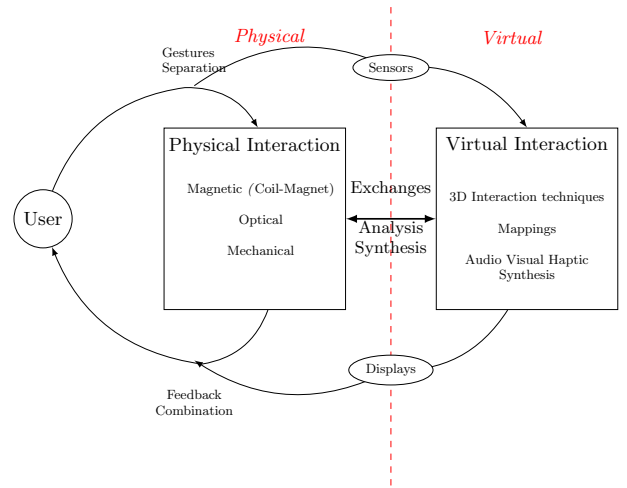 Physical
Virtual
Gestures
Separation
Sensors
Physical Interaction
Magnetic (Coil-Magnet)
Optical
Mechanical
Exchanges
Analysis
Synthesis
Virtual Interaction
3D Interaction techniques
Mappings
Audio Visual Haptic
Synthesis
User
Displays
Feedback
Combination